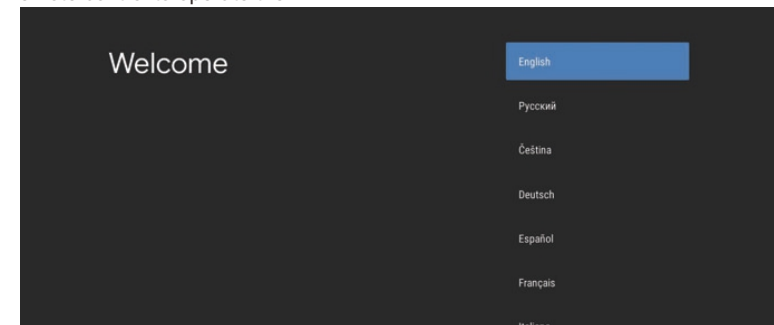 Welcome
English
Русский
Čeština
Deutsch
Español
Français